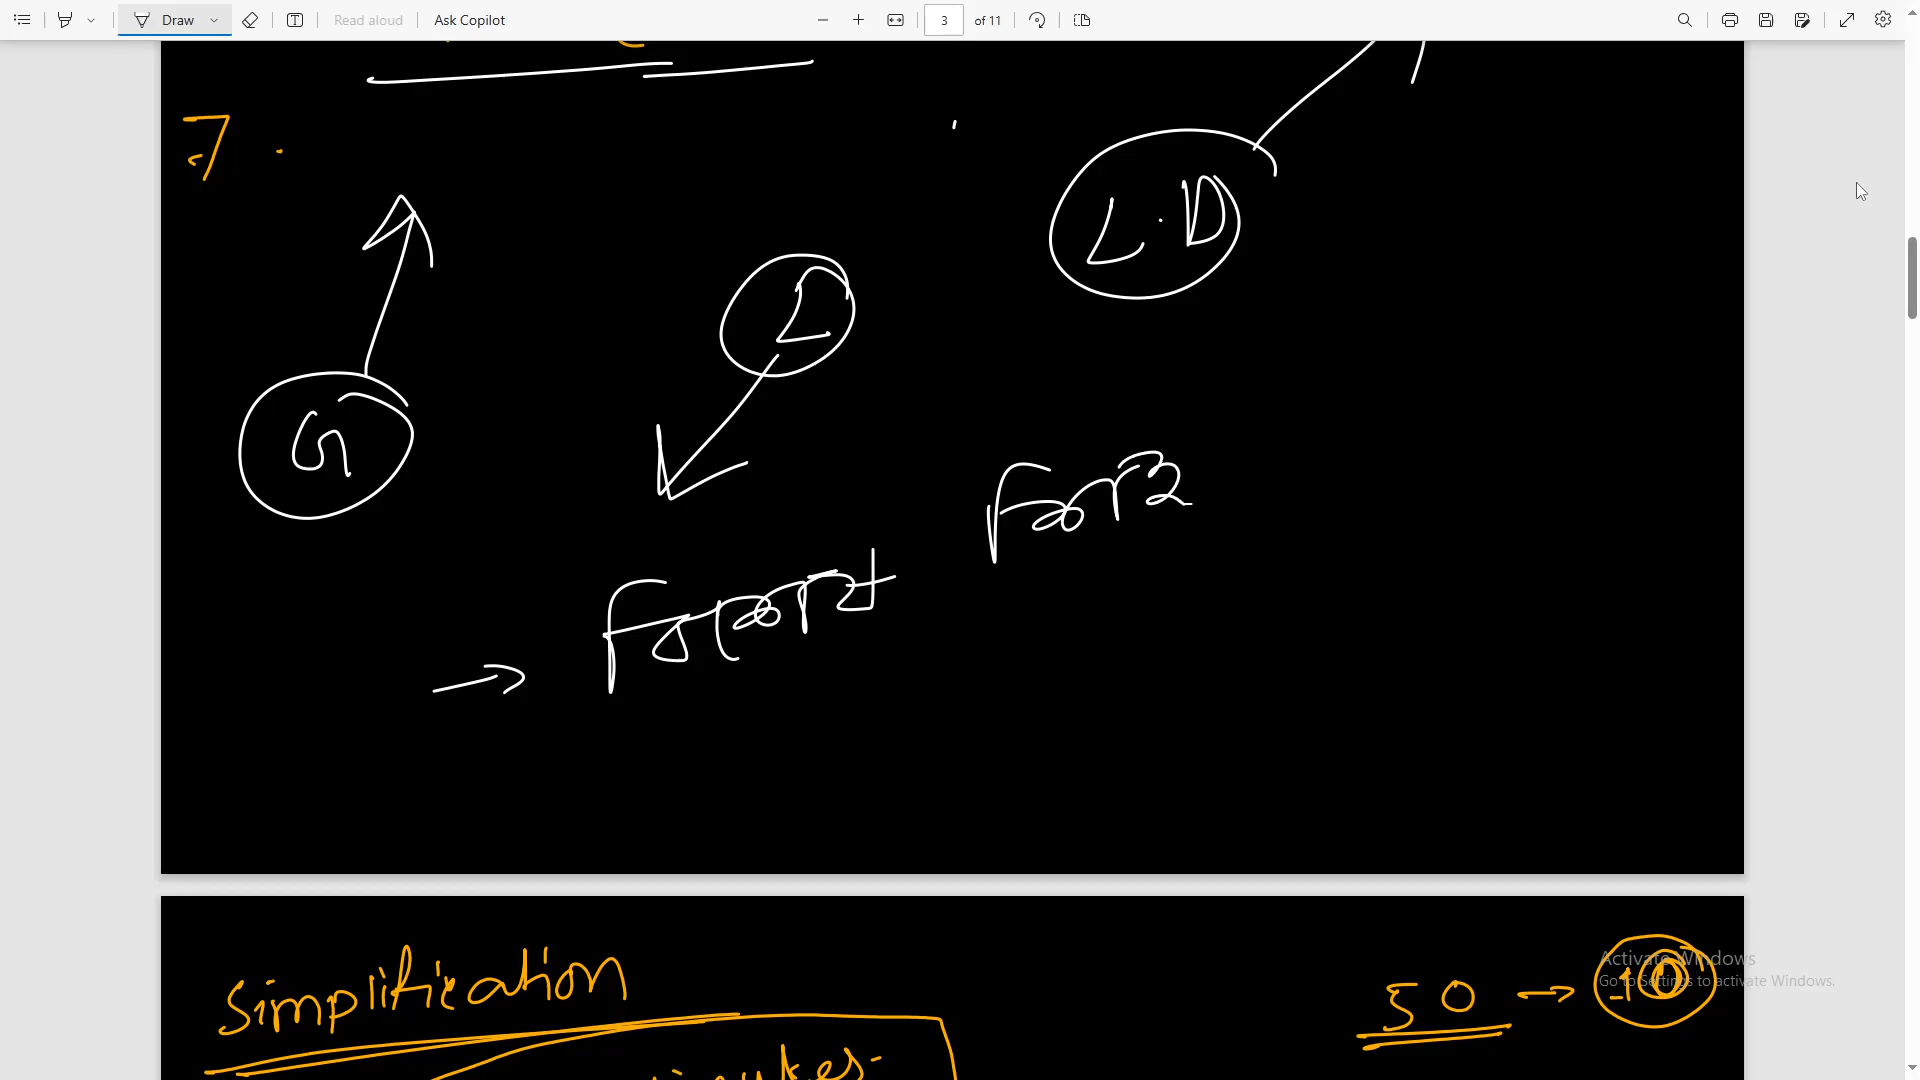 Draw
Read aloud
Ask Copilot
3
of 11
7.
L.D
L
G
Simplification
50 → 10
Activate Windows
Go to Settings to activate Windows.